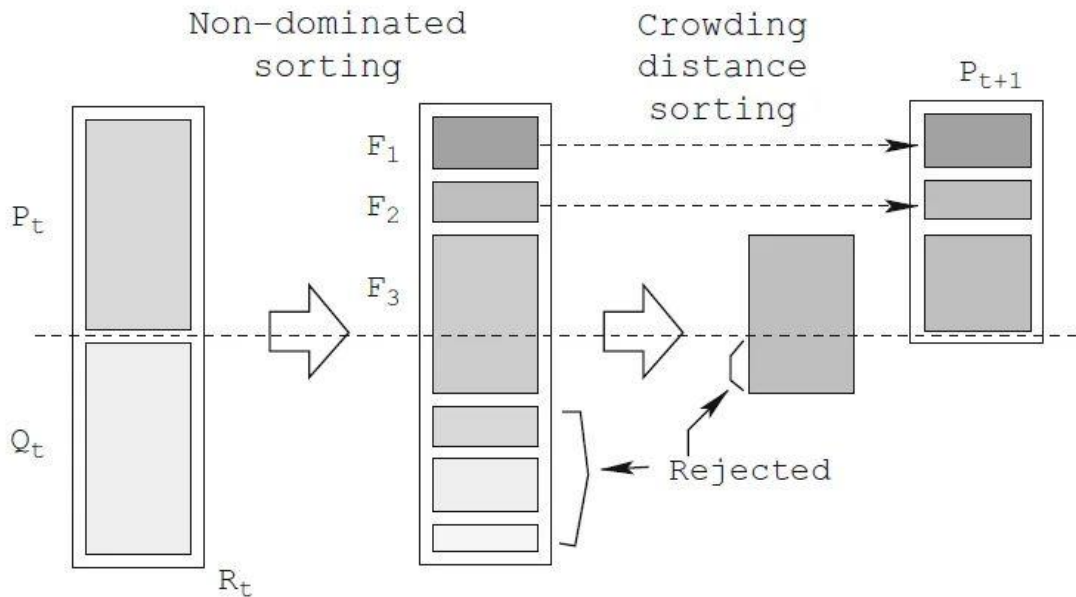 Non-dominated
sorting
Crowding
distance
sorting
P_{t+1}
F_1
F_2
P_t
F_3
Q_t
Rejected
R_t